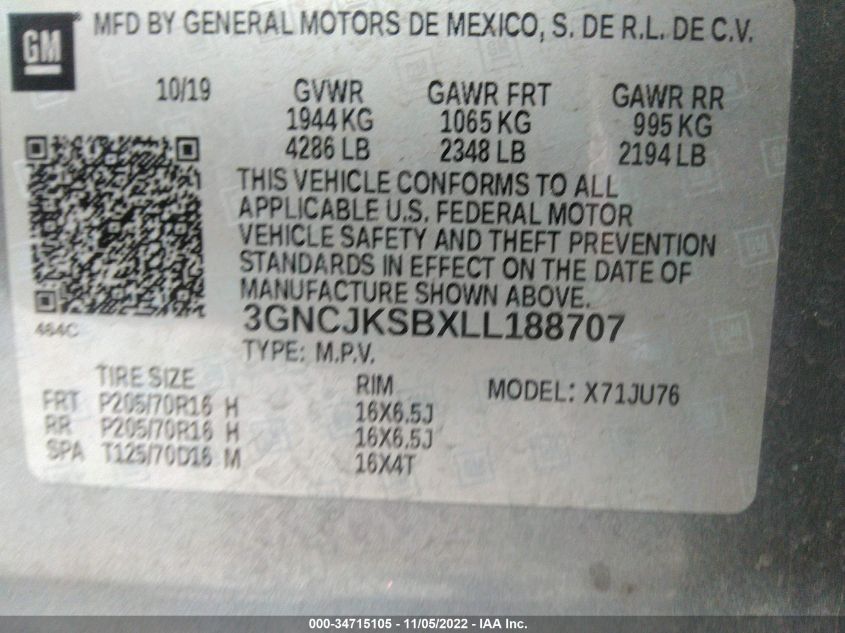 GM
MFD BY GENERAL MOTORS DE MEXICO, S. DE R.L. DE C.V.
10/19 GVWR GAWR FRT GAWR RR
1944 KG 1065 KG 995 KG
4286 LB 2348 LB 2194 LB
THIS VEHICLE CONFORMS TO ALL
APPLICABLE U.S. FEDERAL MOTOR
VEHICLE SAFETY AND THEFT PREVENTION
STANDARDS IN EFFECT ON THE DATE OF
MANUFACTURE SHOWN ABOVE.
464C
3GNCJKSBXLL188707
TYPE: M.P.V.
TIRE SIZE RIM MODEL: X71JU76
FRT P205/70R16 H 16X6.5J
RR P205/70R16 H 16X6.5J
SPA T125/70D16 M 16X4T
000-34715105 - 11/05/2022 - IAA Inc.